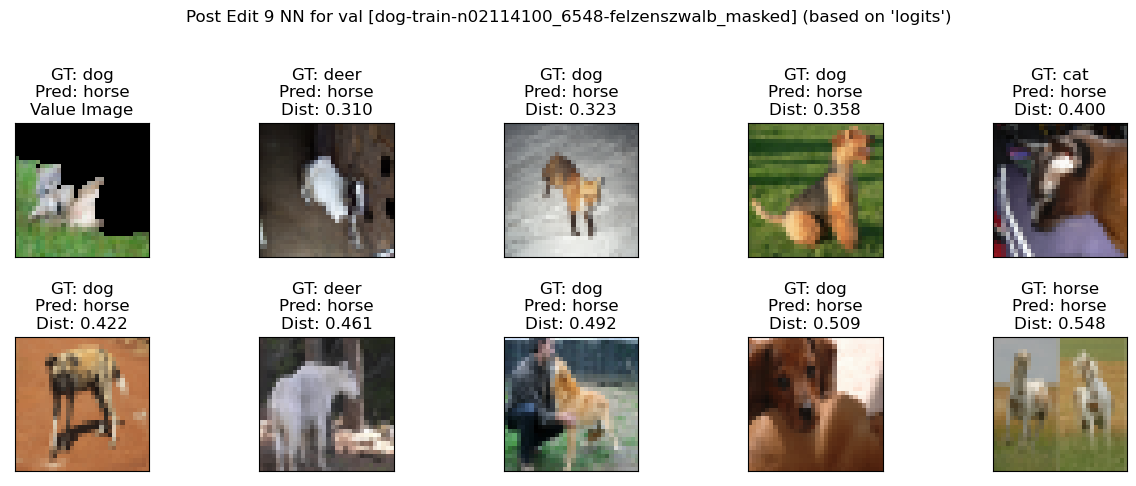 Post Edit 9 NN for val [dog-train-n02114100_6548-felzenszwalb_masked] (based on 'logits')
GT: dog
Pred: horse
Value Image
GT: deer
Pred: horse
Dist: 0.310
GT: dog
Pred: horse
Dist: 0.323
GT: dog
Pred: horse
Dist: 0.358
GT: cat
Pred: horse
Dist: 0.400
GT: dog
Pred: horse
Dist: 0.422
GT: deer
Pred: horse
Dist: 0.461
GT: dog
Pred: horse
Dist: 0.492
GT: dog
Pred: horse
Dist: 0.509
GT: horse
Pred: horse
Dist: 0.548